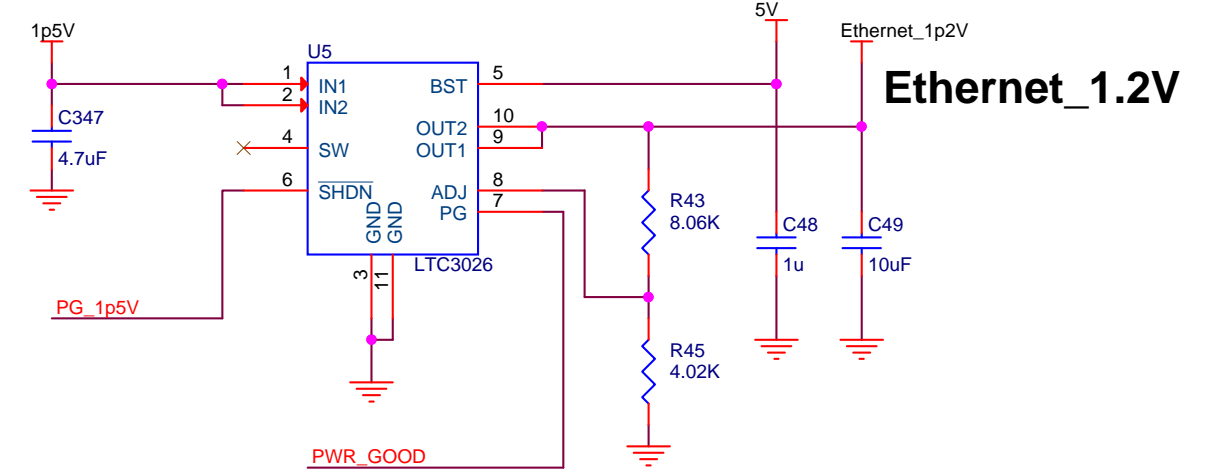 5V
1p5V
Ethernet_1p2V
U5
Ethernet_1.2V
1
IN1
BST
5
2
IN2
C347
4.7uF
OUT2
10
4
SW
OUT1
9
6
SHDN
ADJ
8
PG
7
R43
8.06K
GND
GND
C48
1u
C49
10uF
LTC3026
3
11
PG_1p5V
R45
4.02K
PWR_GOOD